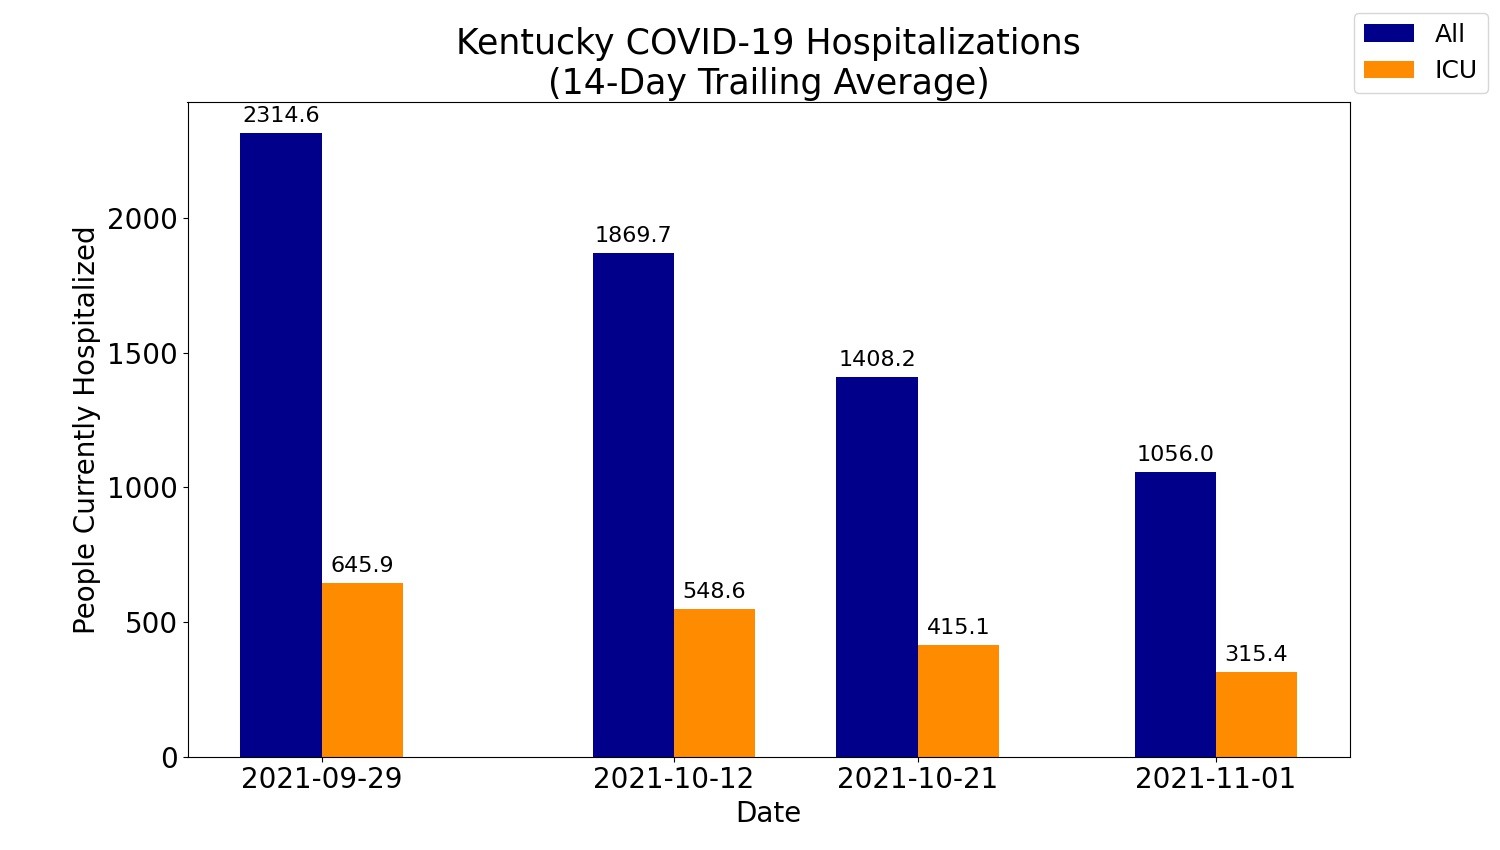 Kentucky COVID-19 Hospitalizations
(14-Day Trailing Average)
All
ICU
People Currently Hospitalized
2000
1500
1000
500
0
2314.6
645.9
1869.7
548.6
1408.2
415.1
1056.0
315.4
2021-09-29
2021-10-12
2021-10-21
2021-11-01
Date